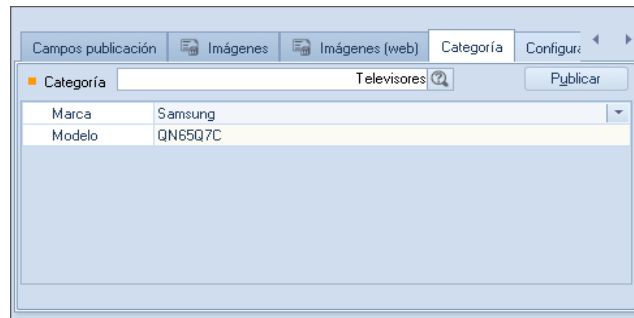 Campos publicación Imágenes Imágenes (web) Categoría Configura
Categoría Televisores Publicar
Marca Samsung
Modelo QN65Q7C